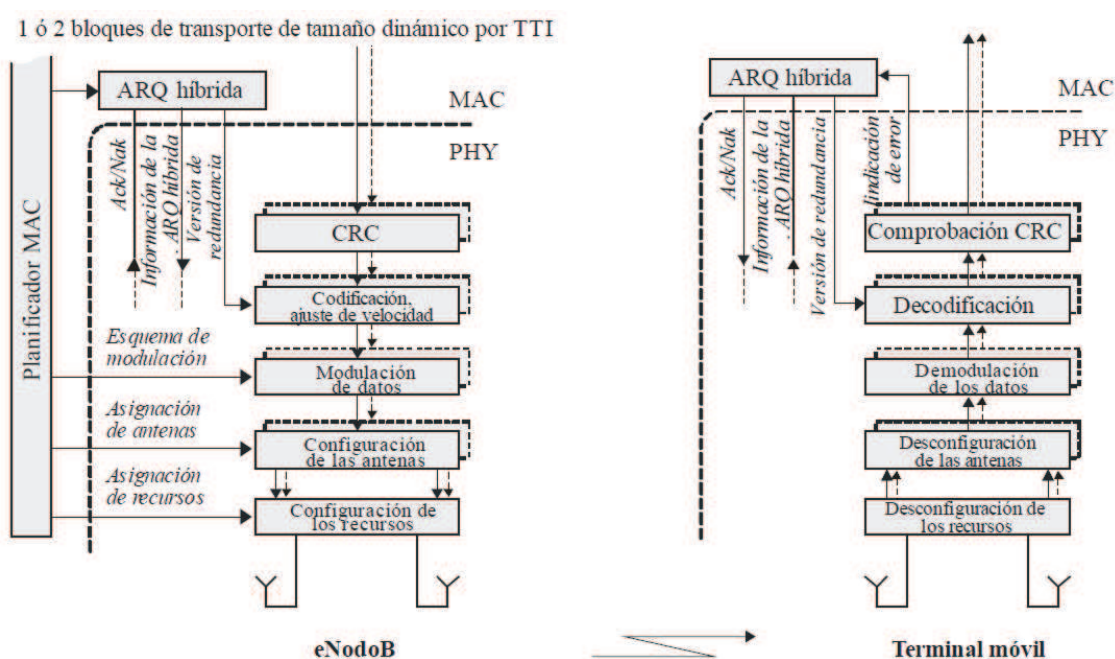 1 ó 2 bloques de transporte de tamaño dinámico por TTI
Planificador MAC
ARQ híbrida
MAC
PHY
Ack/Nak
Información de la
. ARQ híbrida
Versión de
redundancia
CRC
Codificación,
ajuste de velocidad
Esquema de
modulación
Modulación
de datos
Asignación
de antenas
Configuración
de las antenas
Asignación
de recursos
Configuración de
los recursos
eNodoB
ARQ híbrida
MAC
PHY
Ack/Nak
Información de la
. ARQ híbrida
Versión de redundancia
Iindicación
de error
Comprobación CRC
Decodificación
Demodulación
de los datos
Desconfiguración
de las antenas
Desconfiguración de
los recursos
Terminal móvil